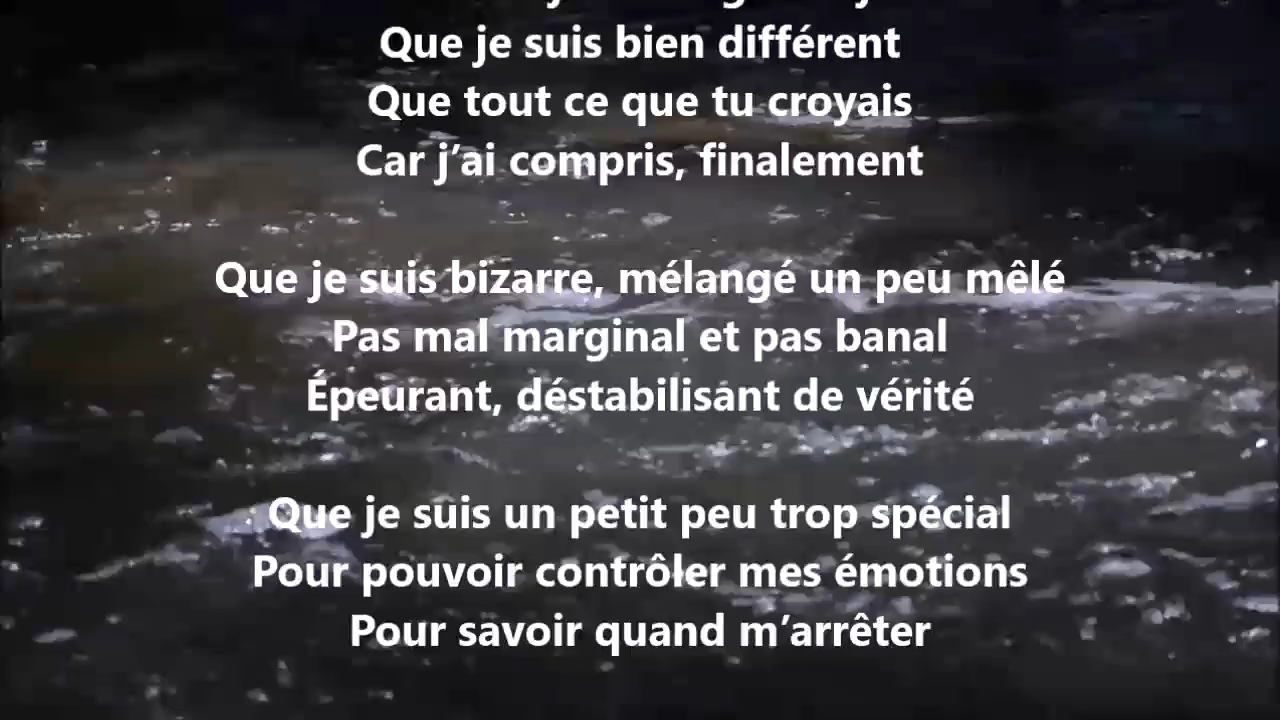 Que je suis bien différent
Que tout ce que tu croyais
Car j’ai compris, finalement
Que je suis bizarre, mélangé un peu mêlé
Pas mal marginal et pas banal
Épeurant, déstabilisant de vérité
Que je suis un petit peu trop spécial
Pour pouvoir contrôler mes émotions
Pour savoir quand m’arrêter